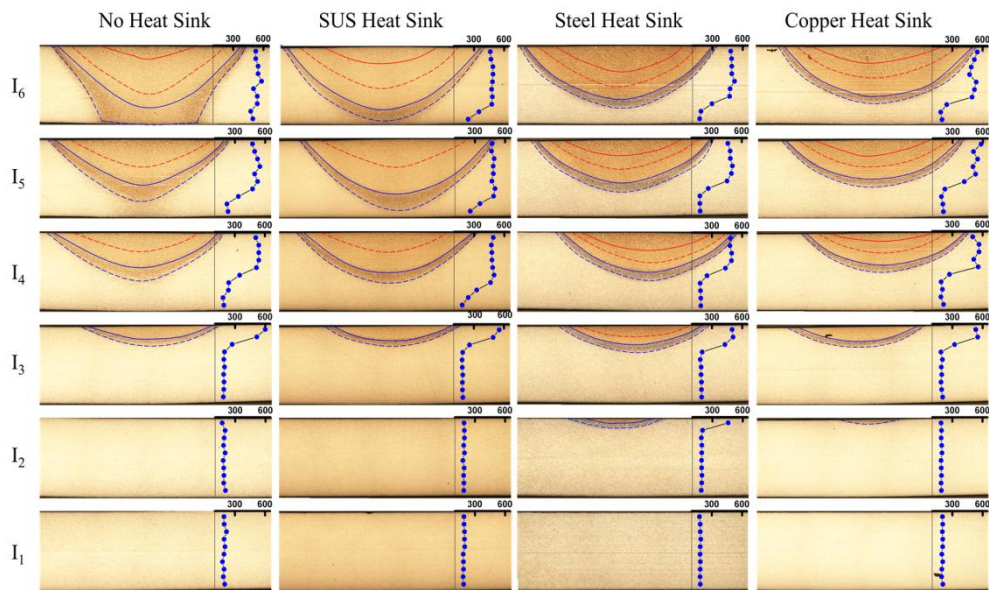 No Heat Sink SUS Heat Sink Steel Heat Sink Copper Heat Sink
I6 300 600 300 600 300 600 300 600
I5 300 600 300 600 300 600 300 600
I4 300 600 300 600 300 600 300 600
I3 300 600 300 600 300 600 300 600
I2 300 600 300 600 300 600 300 600
I1 300 600 300 600 300 600 300 600